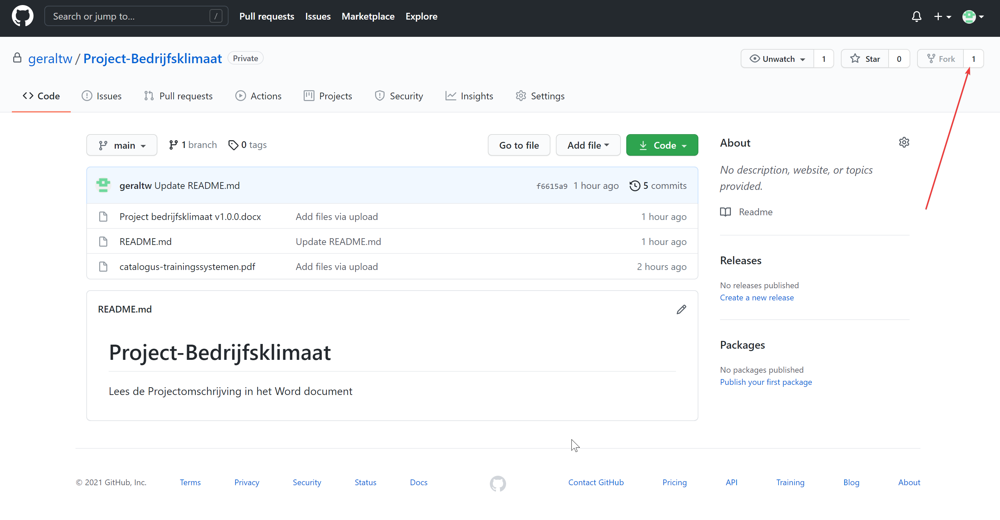 Search or jump to... /
Pull requests Issues Marketplace Explore
geraltw / Project-Bedrijfsklimaat Private
Unwatch 1 Star 0 Fork 1
Code Issues Pull requests Actions Projects Security Insights Settings
main 1 branch 0 tags
Go to file Add file Code
geraltw Update README.md f6615a9 1 hour ago 5 commits
Project bedrijfsklimaat v1.0.0.docx Add files via upload 1 hour ago
README.md Update README.md 1 hour ago
catalogus-trainingssystemen.pdf Add files via upload 2 hours ago
README.md
Project-Bedrijfsklimaat
Lees de Projectomschrijving in het Word document
About
No description, website, or topics
provided.
Readme
Releases
No releases published
Create a new release
Packages
No packages published
Publish your first package
© 2021 GitHub, Inc. Terms Privacy Security Status Docs Contact GitHub Pricing API Training Blog About